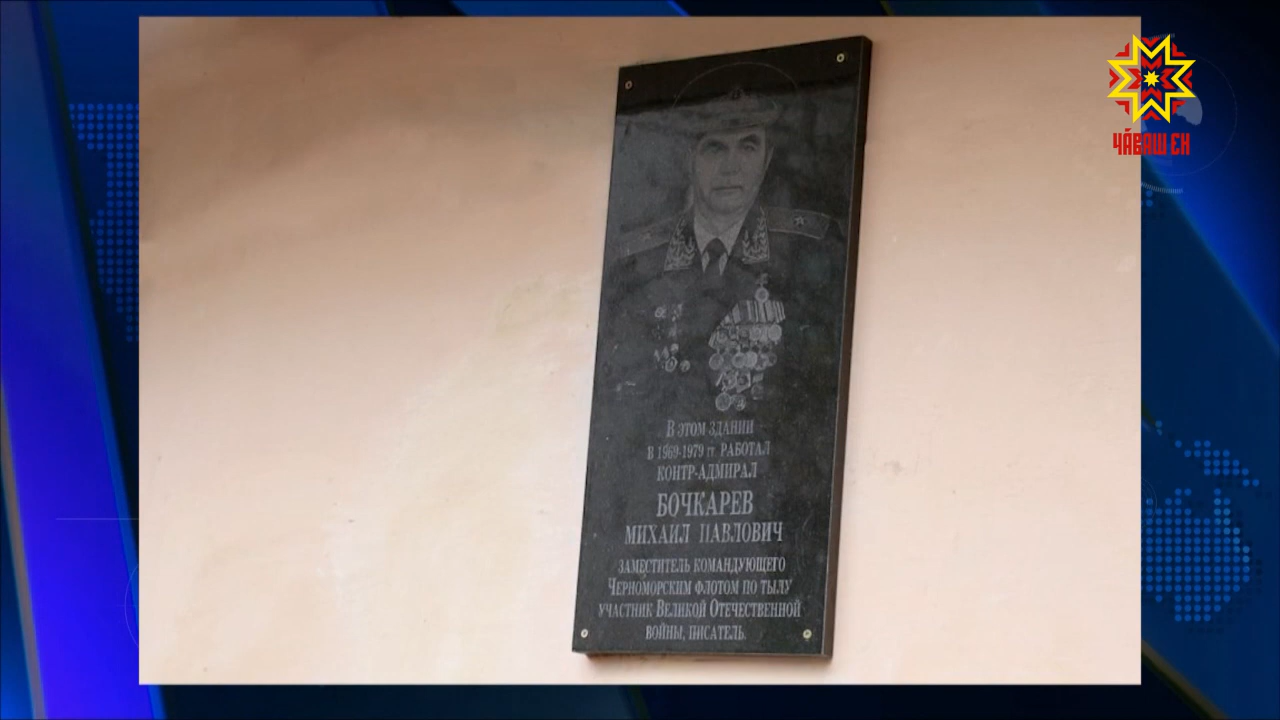 ЧӐВАШ ЕН
В ЭТОМ ЗДАНИИ
В 1969-1979 гг. РАБОТАЛ
КОНТР-АДМИРАЛ
БОЧКАРЕВ
МИХАИЛ ПАВЛОВИЧ
ЗАМЕСТИТЕЛЬ КОМАНДУЮЩЕГО
ЧЕРНОМОРСКИМ ФЛОТОМ ПО ТЫЛУ
УЧАСТНИК ВЕЛИКОЙ ОТЕЧЕСТВЕННОЙ
ВОЙНЫ, ПИСАТЕЛЬ.